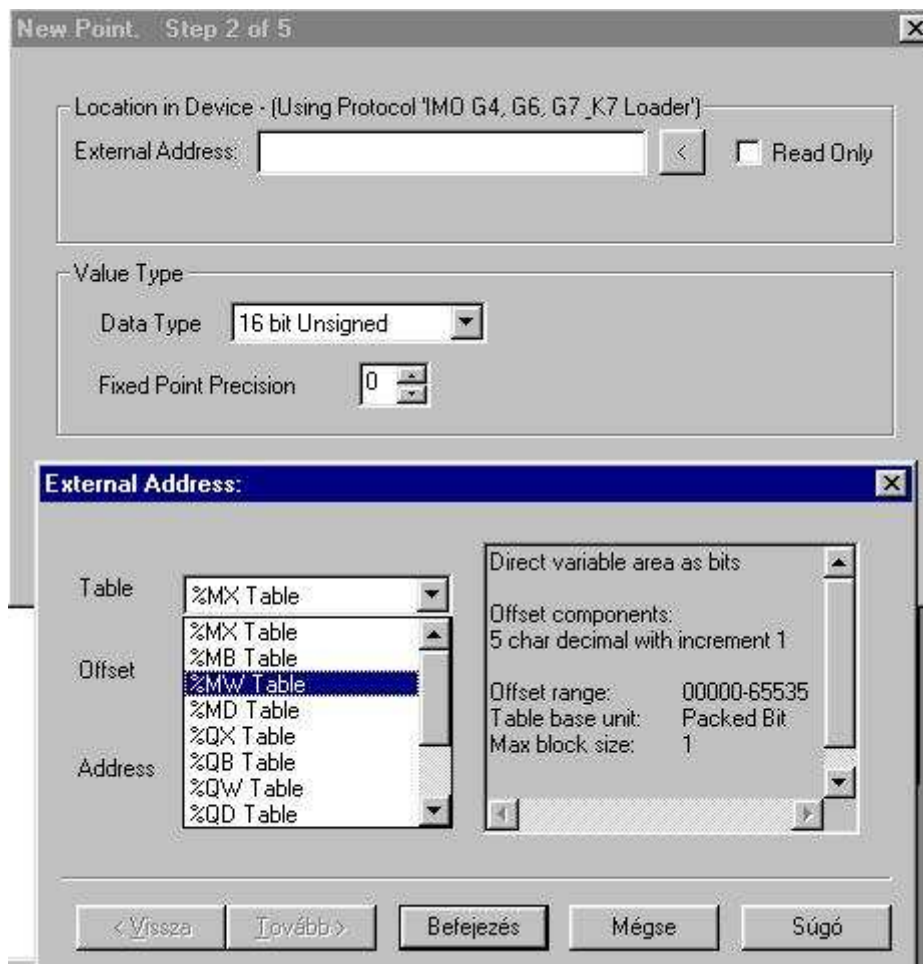 New Point. Step 2 of 5
Location in Device - (Using Protocol 'IMO G4, G6, G7_K7 Loader')
External Address: < Read Only
Value Type
Data Type 16 bit Unsigned
Fixed Point Precision 0
External Address:
Table %MX Table
%MX Table
%MB Table
Offset %MW Table
%MD Table
%QX Table
Address %QB Table
%QW Table
%QD Table
Direct variable area as bits
Offset components:
5 char decimal with increment 1
Offset range: 00000-65535
Table base unit: Packed Bit
Max block size: 1
< Vissza Tovább > Befejezés Mégse Súgó